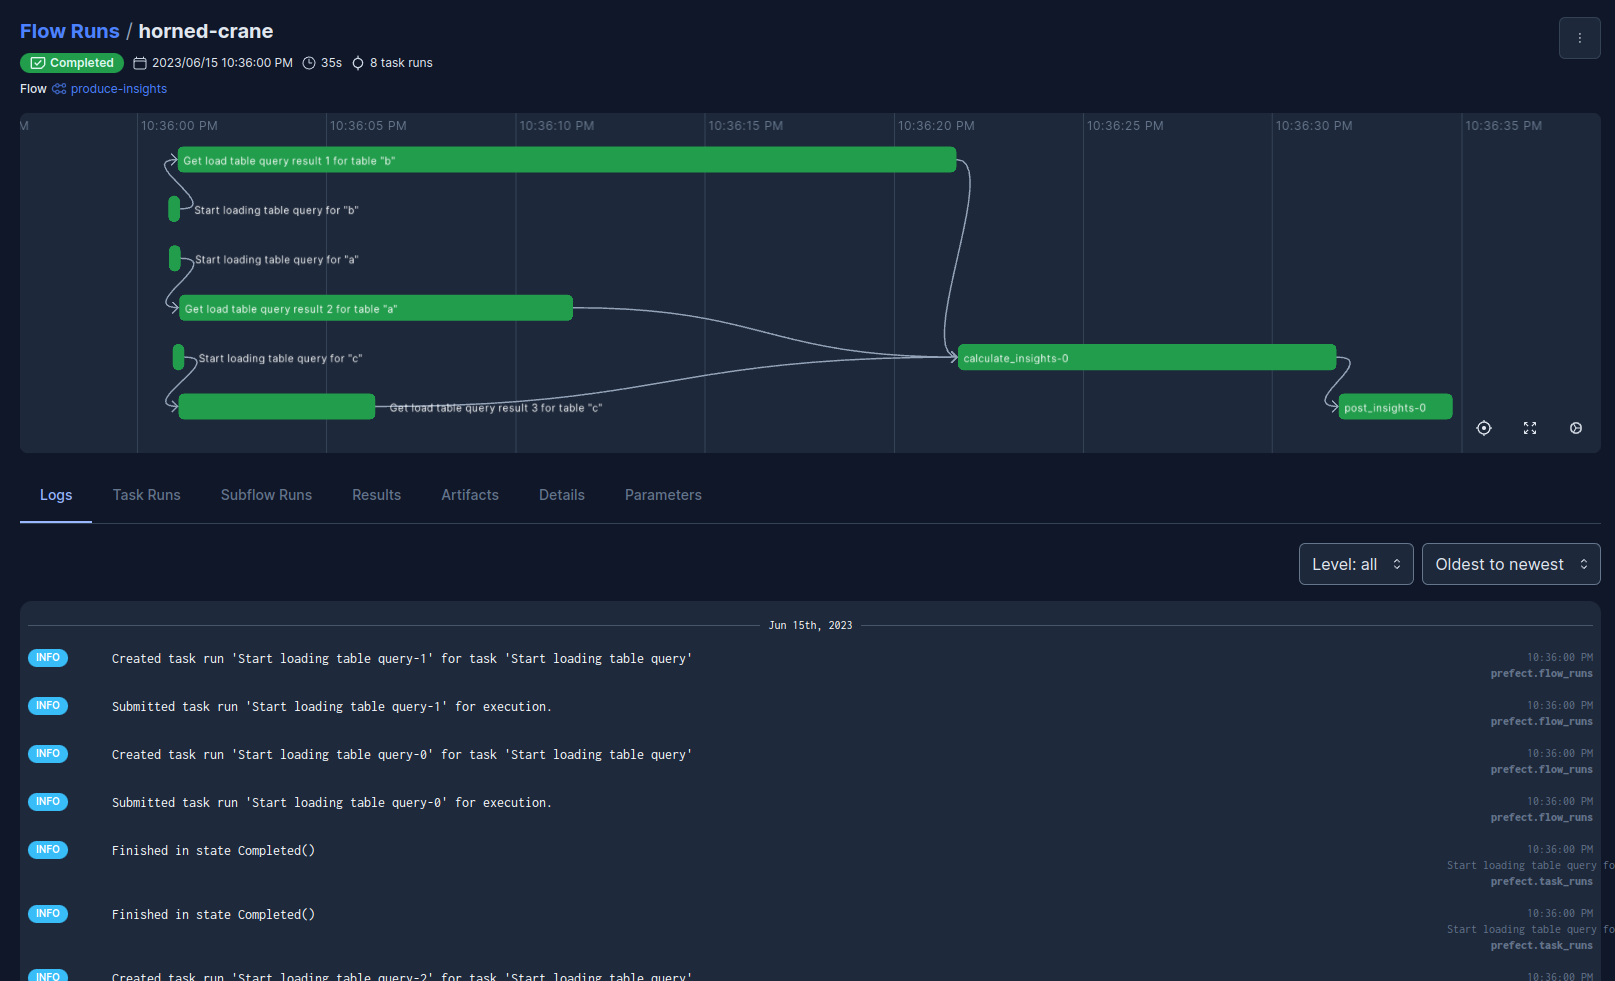 Flow Runs / horned-crane
Completed 2023/06/15 10:36:00 PM 35s 8 task runs
Flow produce-insights
M 10:36:00 PM 10:36:05 PM 10:36:10 PM 10:36:15 PM 10:36:20 PM 10:36:25 PM 10:36:30 PM 10:36:35 PM
Get load table query result 1 for table "b"
Start loading table query for "b"
Start loading table query for "a"
Get load table query result 2 for table "a"
Start loading table query for "c"
calculate_insights-0
Get load table query result 3 for table "c"
post_insights-0
Logs Task Runs Subflow Runs Results Artifacts Details Parameters
Level: all Oldest to newest
Jun 15th, 2023
INFO Created task run 'Start loading table query-1' for task 'Start loading table query' 10:36:00 PM
prefect.flow_runs
INFO Submitted task run 'Start loading table query-1' for execution. 10:36:00 PM
prefect.flow_runs
INFO Created task run 'Start loading table query-0' for task 'Start loading table query' 10:36:00 PM
prefect.flow_runs
INFO Submitted task run 'Start loading table query-0' for execution. 10:36:00 PM
prefect.flow_runs
INFO Finished in state Completed() 10:36:00 PM
Start loading table query fo
prefect.task_runs
INFO Finished in state Completed() 10:36:00 PM
Start loading table query fo
prefect.task_runs
INFO Created task run 'Start loading table query-2' for task 'Start loading table query' 10:36:00 PM